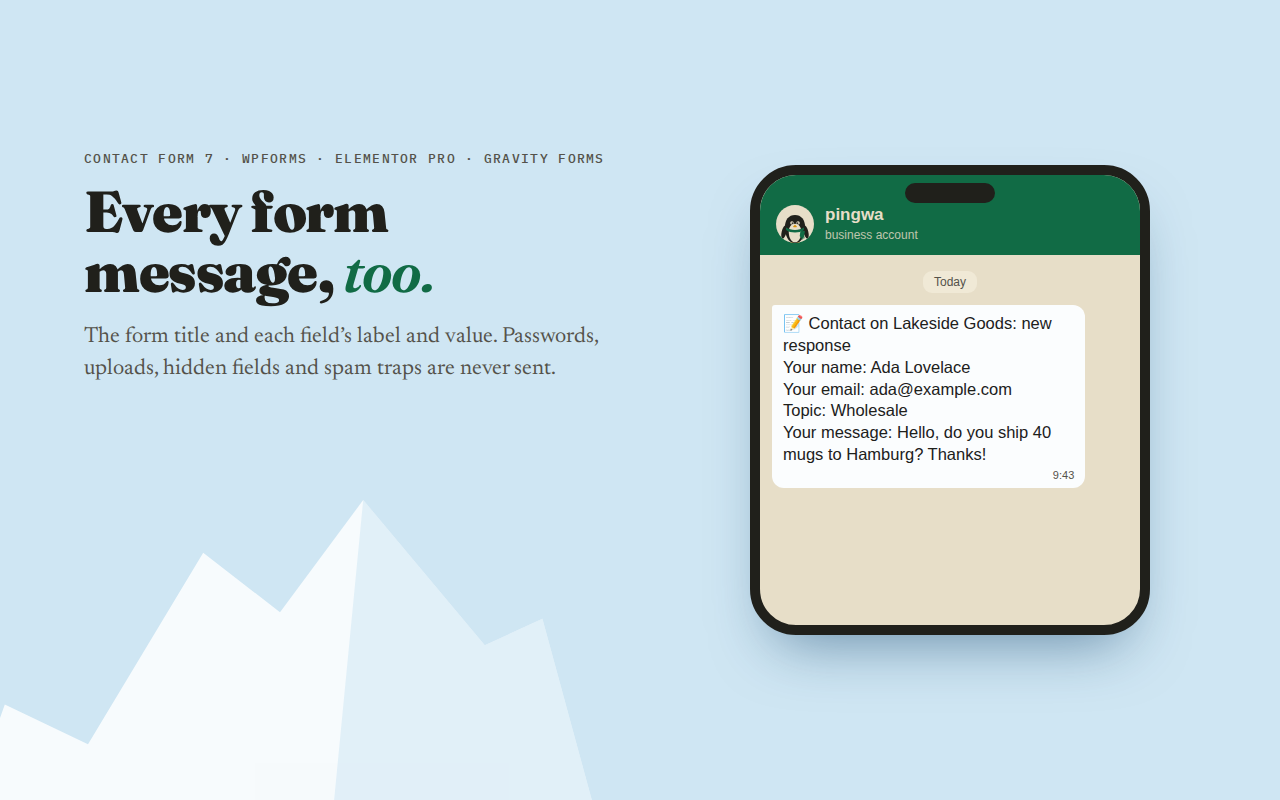 CONTACT FORM 7 · WPFORMS · ELEMENTOR PRO · GRAVITY FORMS
Every form
message, too.
The form title and each field’s label and value. Passwords,
uploads, hidden fields and spam traps are never sent.
pingwa
business account
Today
📝 Contact on Lakeside Goods: new
response
Your name: Ada Lovelace
Your email: ada@example.com
Topic: Wholesale
Your message: Hello, do you ship 40
mugs to Hamburg? Thanks!
9:43